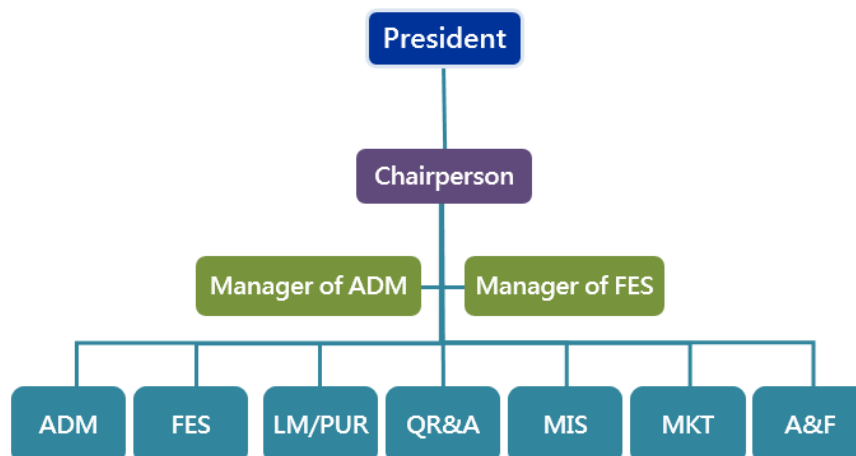 President
Chairperson
Manager of ADM
Manager of FES
ADM
FES
LM/PUR
QR&A
MIS
MKT
A&F